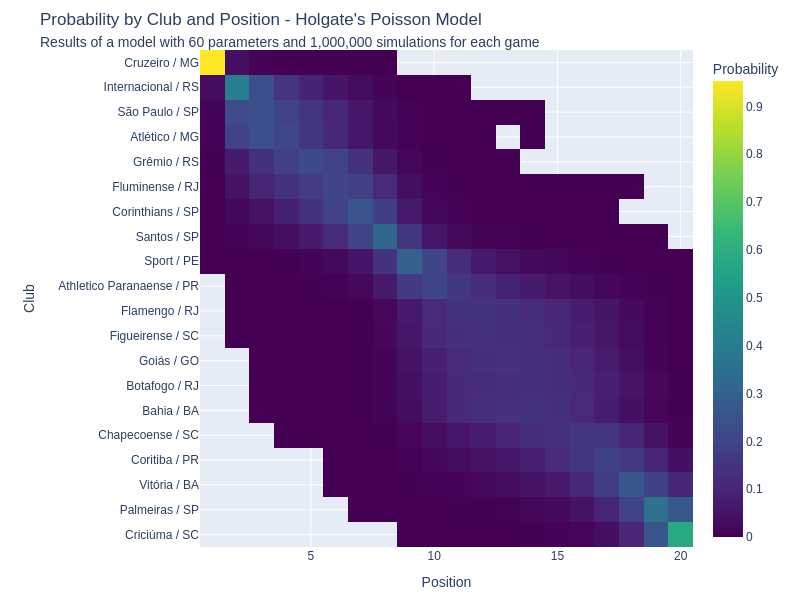 Probability by Club and Position - Holgate's Poisson Model
Results of a model with 60 parameters and 1,000,000 simulations for each game
Probability
Cruzeiro / MG
Internacional / RS
São Paulo / SP
Atlético / MG
Grêmio / RS
Fluminense / RJ
Corinthians / SP
Santos / SP
Sport / PE
Athletico Paranaense / PR
Flamengo / RJ
Figueirense / SC
Goiás / GO
Botafogo / RJ
Bahia / BA
Chapecoense / SC
Coritiba / PR
Vitória / BA
Palmeiras / SP
Criciúma / SC
Club
5
10
15
20
Position
0.9
0.8
0.7
0.6
0.5
0.4
0.3
0.2
0.1
0